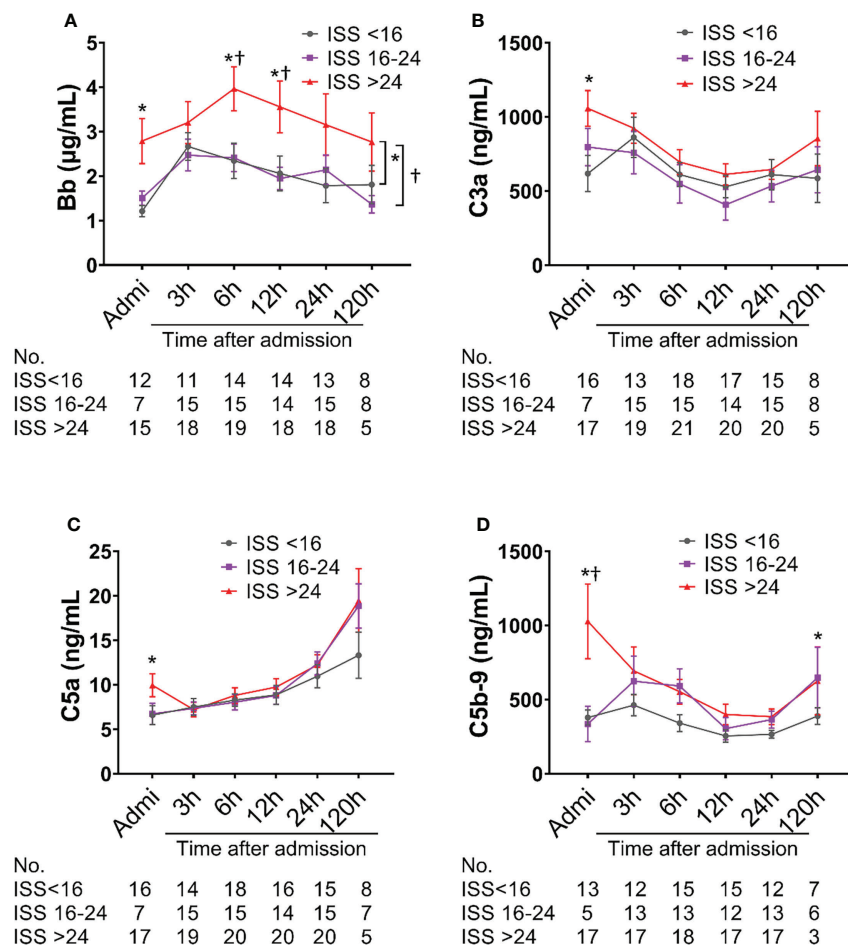 A
ISS <16
ISS 16-24
ISS >24
5
4
3
2
1
0
Bb (µg/mL)
*
*†
*†
*
†
Admi 3h 6h 12h 24h 120h
Time after admission
No.
ISS<16 12 11 14 14 13 8
ISS 16-24 7 15 15 14 15 8
ISS >24 15 18 19 18 18 5
B
ISS <16
ISS 16-24
ISS >24
1500
1000
500
0
C3a (ng/mL)
*
Admi 3h 6h 12h 24h 120h
Time after admission
No.
ISS<16 16 13 18 17 15 8
ISS 16-24 7 15 15 14 15 8
ISS >24 17 19 21 20 20 5
C
ISS <16
ISS 16-24
ISS >24
25
20
15
10
5
0
C5a (ng/mL
*
Admi 3h 6h 12h 24h 120h
Time after admission
No.
ISS<16 16 14 18 16 15 8
ISS 16-24 7 15 15 14 15 7
ISS >24 17 19 20 20 20 5
D
ISS <16
ISS 16-24
ISS >24
1500
1000
500
0
C5b-9 (ng/mL)
*†
*
Admi 3h 6h 12h 24h 120h
Time after admission
No.
ISS<16 13 12 15 15 12 7
ISS 16-24 5 13 13 12 13 6
ISS >24 17 17 18 17 17 3